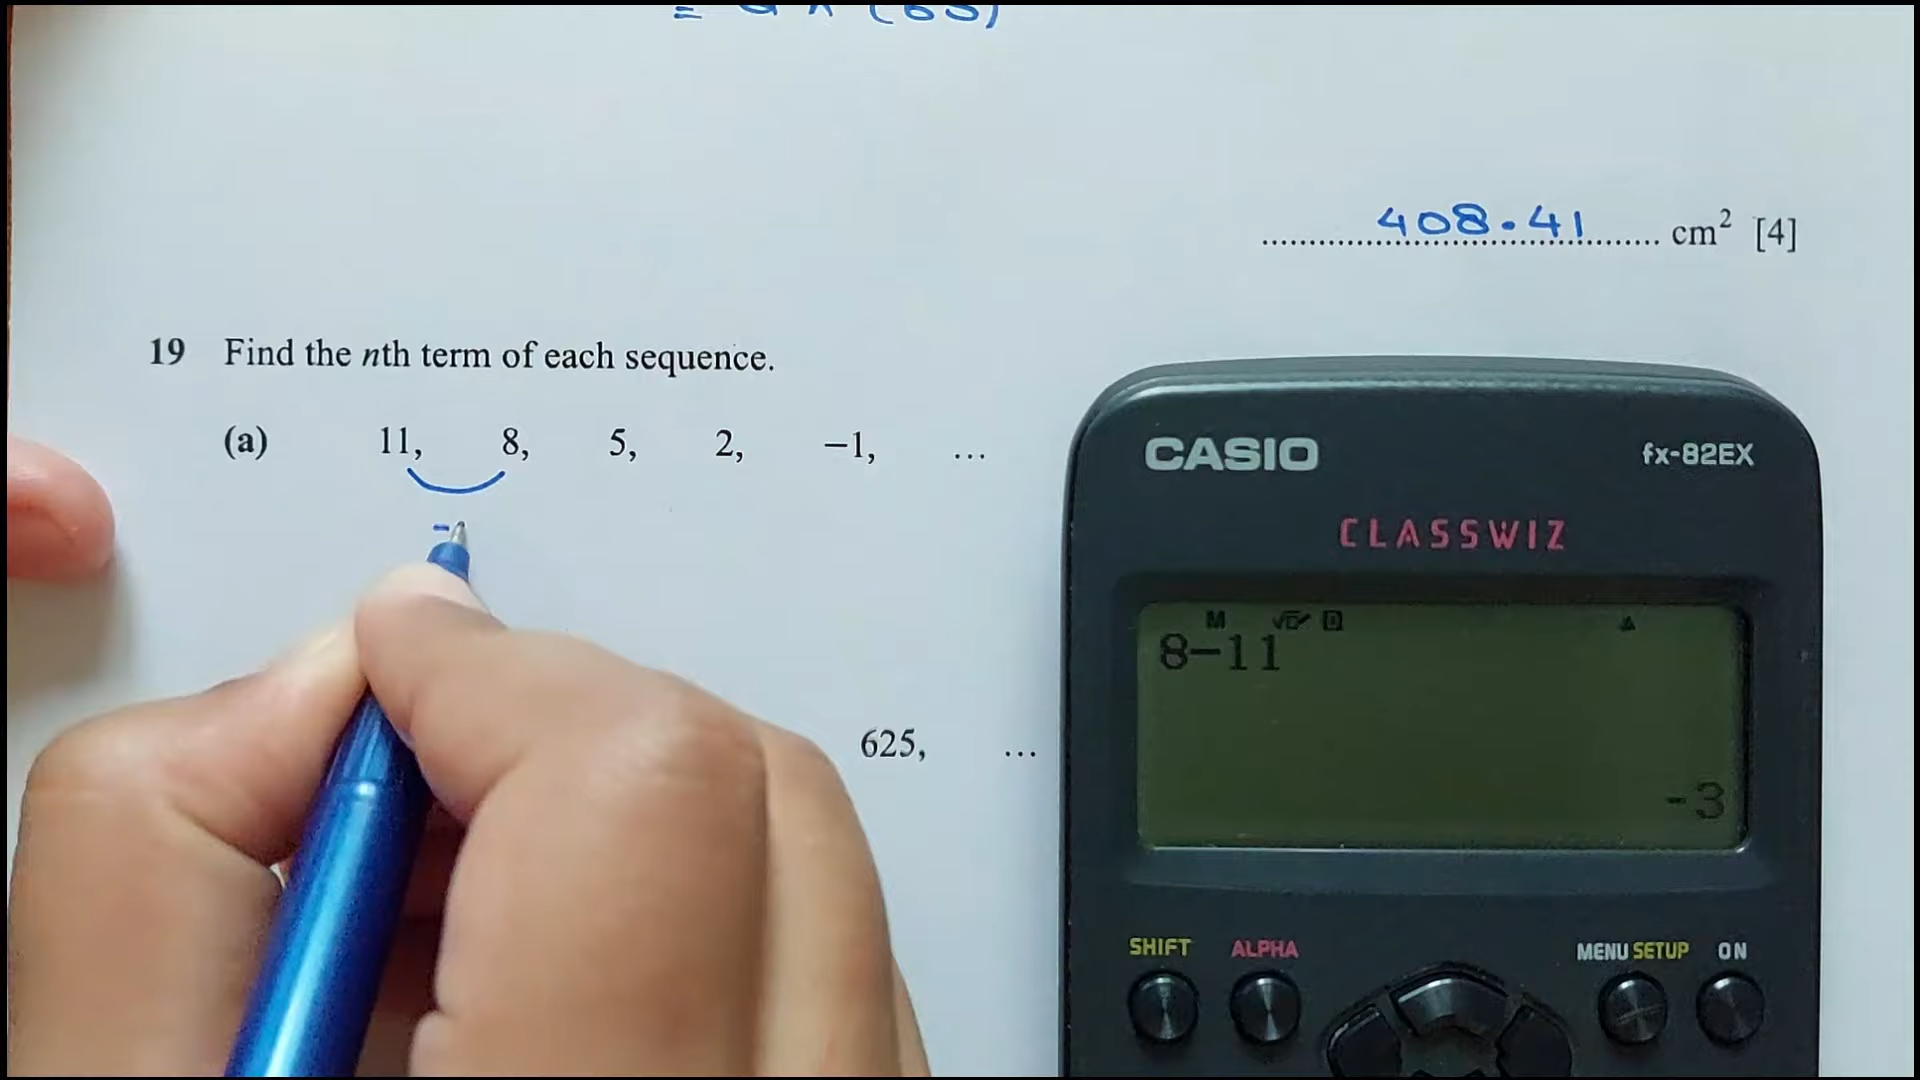 408.41 cm² [4]
19 Find the nth term of each sequence.
(a) 11, 8, 5, 2, −1, ...
-
625, ...
CASIO fx-82EX
CLASSWIZ
M √ D ▲
8−11
-3
SHIFT ALPHA MENU SETUP ON